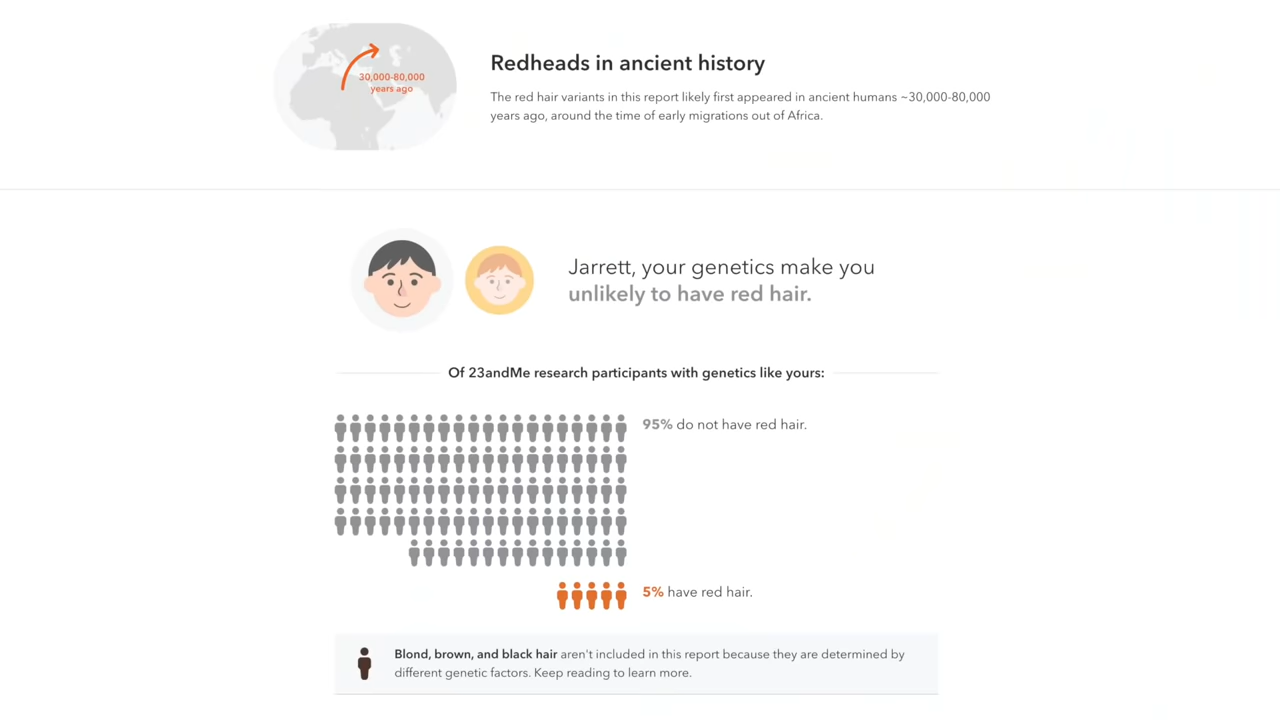 30,000-80,000
years ago
Redheads in ancient history
The red hair variants in this report likely first appeared in ancient humans ~30,000-80,000
years ago, around the time of early migrations out of Africa.
Jarrett, your genetics make you
unlikely to have red hair.
Of 23andMe research participants with genetics like yours:
95% do not have red hair.
5% have red hair.
Blond, brown, and black hair aren't included in this report because they are determined by
different genetic factors. Keep reading to learn more.